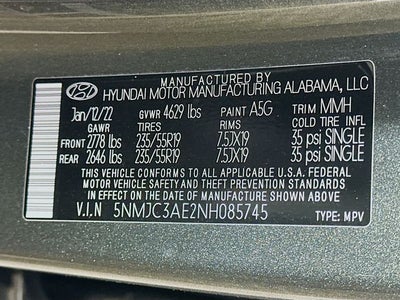 MANUFACTURED BY
HYUNDAI MOTOR MANUFACTURING ALABAMA, LLC
Jan/12/22 GVWR 4629 lbs PAINT A5G TRIM MMH
GAWR TIRES RIMS COLD TIRE INFL
FRONT 2778 lbs 235/55R19 7.5JX19 35 psi SINGLE
REAR 2646 lbs 235/55R19 7.5JX19 35 psi SINGLE
THIS VEHICLE CONFORMS TO ALL APPLICABLE U.S.A. FEDERAL
MOTOR VEHICLE SAFETY AND THEFT PREVENTION STANDARDS
IN EFFECT ON THE DATE OF MANUFACTURE SHOWN ABOVE.
V.I.N 5NMJC3AE2NH085745 TYPE: MPV